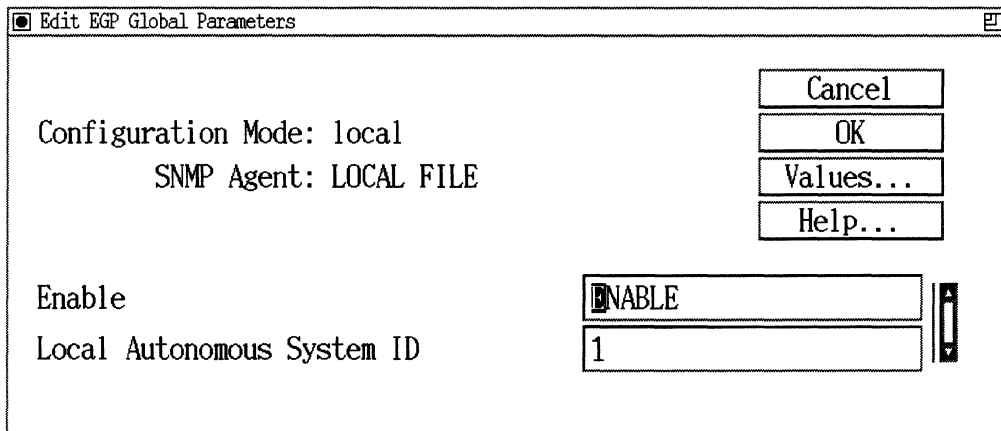 Edit EGP Global Parameters
Cancel
Configuration Mode: local
OK
SNMP Agent: LOCAL FILE
Values...
Help...
Enable
ENABLE
Local Autonomous System ID
1